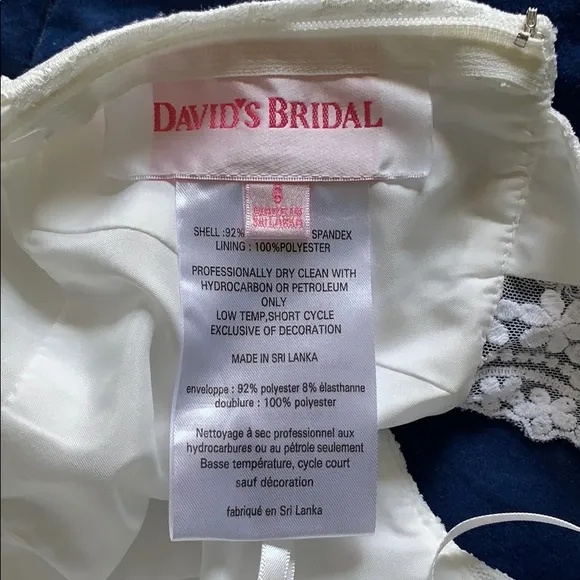 DAVID'S BRIDAL
SHELL :92% SPANDEX
LINING : 100%POLYESTER
PROFESSIONALLY DRY CLEAN WITH
HYDROCARBON OR PETROLEUM
ONLY
LOW TEMP,SHORT CYCLE
EXCLUSIVE OF DECORATION
MADE IN SRI LANKA
enveloppe : 92% polyester 8% élasthanne
doublure : 100% polyester
Nettoyage à sec professionnel aux
hydrocarbures ou au pétrole seulement
Basse température, cycle court
sauf décoration
fabriqué en Sri Lanka